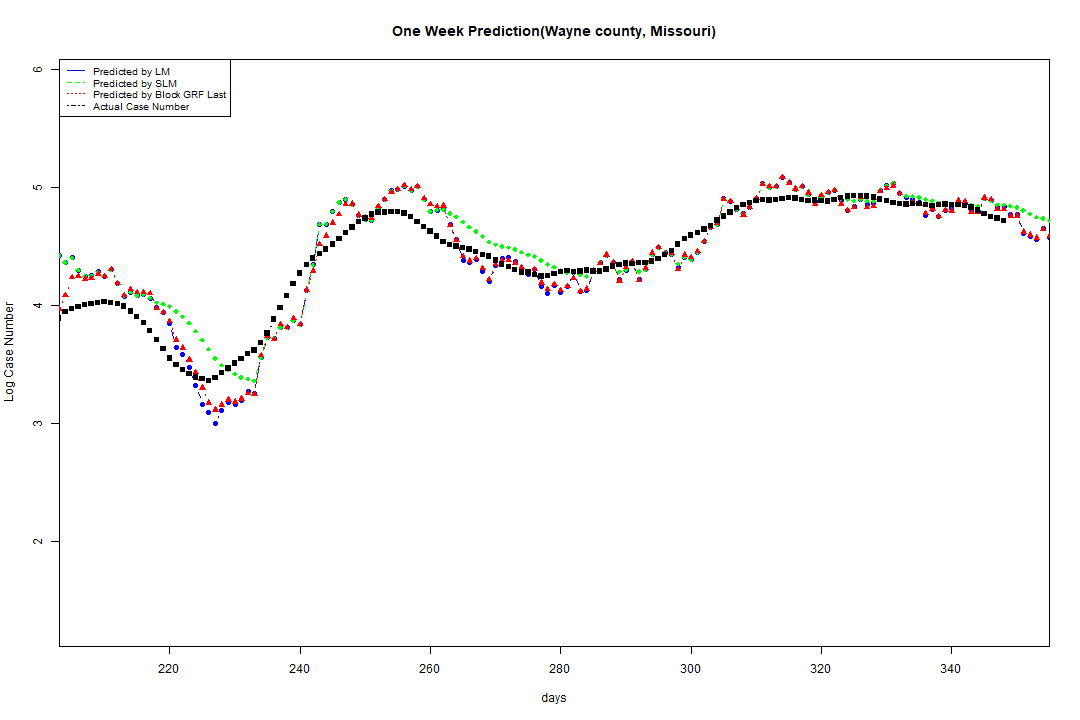 One Week Prediction(Wayne county, Missouri)
Predicted by LM
Predicted by SLM
Predicted by Block GRF Last
Actual Case Number
6
5
4
3
2
Log Case Number
220 240 260 280 300 320 340
days